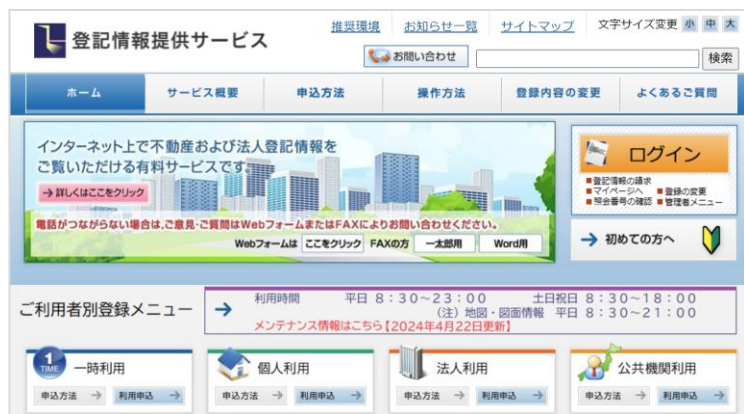 登記情報提供サービス
推奨環境 お知らせ一覧 サイトマップ 文字サイズ変更 小 中 大
お問い合わせ 検索
ホーム サービス概要 申込方法 操作方法 登録内容の変更 よくあるご質問
インターネット上で不動産および法人登記情報を
ご覧いただける有料サービスです。
詳しくはここをクリック
電話がつながらない場合は、ご意見・ご質問はWebフォームまたはFAXによりお問い合わせください。
Webフォームは ここをクリック FAXの方 一太郎用 Word用
ログイン
■登記情報の請求
■マイページへ ■登録の変更
■照会番号の確認 ■管理者メニュー
初めての方へ
ご利用者別登録メニュー
利用時間 平日 8:30~23:00 土日祝日 8:30~18:00
(注)地図・図面情報 平日 8:30~21:00
メンテナンス情報はこちら【2024年4月22日更新】
1 TIME 一時利用 個人利用 法人利用 公共機関利用
申込方法 利用申込 申込方法 利用申込 申込方法 利用申込 申込方法 利用申込